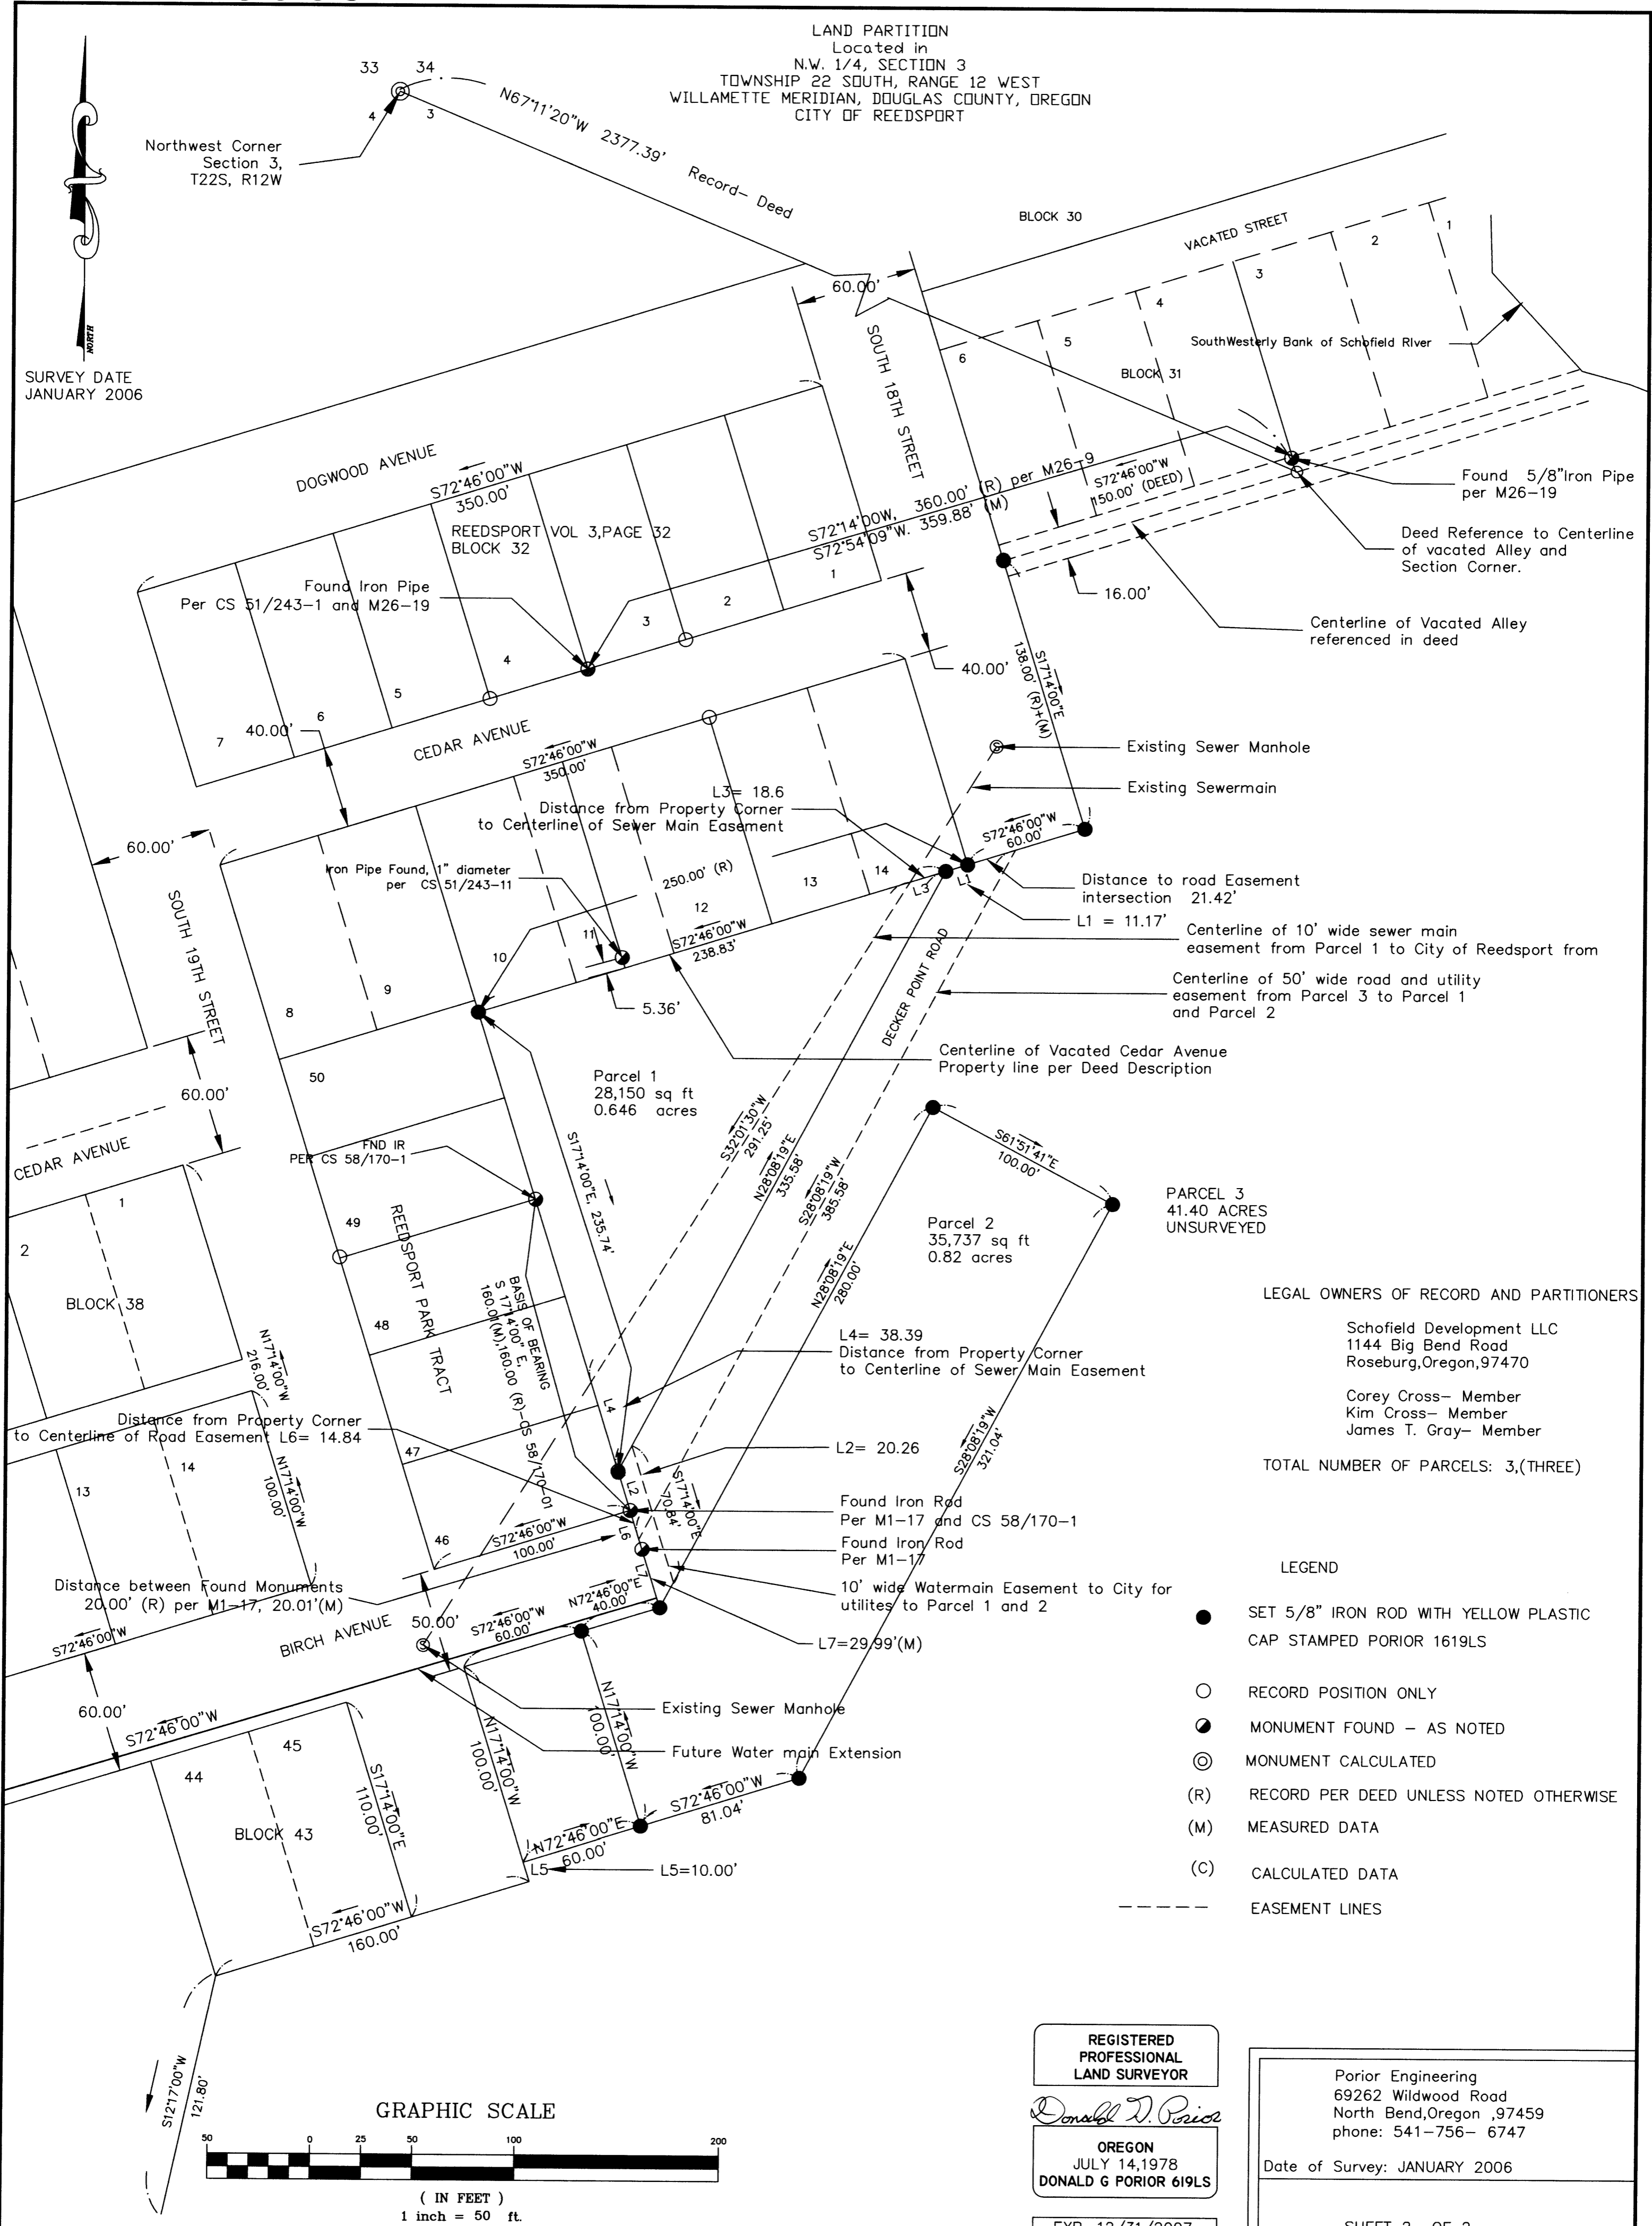 LAND PARTITION
Located in
N.W. 1/4, SECTION 3
TOWNSHIP 22 SOUTH, RANGE 12 WEST
WILLAMETTE MERIDIAN, DOUGLAS COUNTY, OREGON
CITY OF REEDSPORT
33 34
4 3
Northwest Corner
Section 3,
T22S, R12W
N67°11'20"W 2377.39' Record- Deed
NORTH
SURVEY DATE
JANUARY 2006
BLOCK 30
VACATED STREET
1
2
3
4
5
6
BLOCK 31
SouthWesterly Bank of Schofield River
60.00'
SOUTH 18TH STREET
DOGWOOD AVENUE
S72°46'00"W
350.00'
REEDSPORT VOL 3,PAGE 32
BLOCK 32
S72°14'00W, 360.00' (R) per M26-9
S72°54'09"W. 359.88' (M)
S72°46'00"W
150.00' (DEED)
Found 5/8"Iron Pipe
per M26-19
Deed Reference to Centerline
of vacated Alley and
Section Corner.
16.00'
Centerline of Vacated Alley
referenced in deed
Found Iron Pipe
Per CS 51/243-1 and M26-19
1
2
3
4
5
6
7
40.00'
40.00'
CEDAR AVENUE
S17°14'00"E
138.00' (R)+(M)
Existing Sewer Manhole
Existing Sewermain
S72°46'00"W
350.00'
L3= 18.6
Distance from Property Corner
to Centerline of Sewer Main Easement
S72°46'00"W
60.00'
60.00'
Iron Pipe Found, 1" diameter
per CS 51/243-11
250.00' (R)
13
14
L3
L1
Distance to road Easement
intersection 21.42'
L1 = 11.17'
12
S72°46'00"W
238.83'
11
10
9
8
5.36'
SOUTH 19TH STREET
Centerline of 10' wide sewer main
easement from Parcel 1 to City of Reedsport from
Centerline of 50' wide road and utility
easement from Parcel 3 to Parcel 1
and Parcel 2
DECKER POINT ROAD
Centerline of Vacated Cedar Avenue
Property line per Deed Description
50
Parcel 1
28,150 sq ft
0.646 acres
60.00'
CEDAR AVENUE
FND IR
PER CS 58/170-1
S17°14'00"E, 235.74'
S32°01'30"W
291.25'
N28°08'19"E
335.58'
S28°08'19"W
385.58'
S61°51'41"E
100.00'
PARCEL 3
41.40 ACRES
UNSURVEYED
Parcel 2
35,737 sq ft
0.82 acres
N28°08'19"E
280.00'
1
2
BLOCK 38
49
48
REEDSPORT PARK TRACT
BASIS OF BEARING
S 17°14'00" E,
160.01(M),160.00 (R)-CS 58/170-01
LEGAL OWNERS OF RECORD AND PARTITIONERS
Schofield Development LLC
1144 Big Bend Road
Roseburg,Oregon,97470
Corey Cross- Member
Kim Cross- Member
James T. Gray- Member
TOTAL NUMBER OF PARCELS: 3,(THREE)
L4= 38.39
Distance from Property Corner
to Centerline of Sewer Main Easement
N17°14'00"W
216.00'
L4
S28°08'19"W
321.04'
Distance from Property Corner
to Centerline of Road Easement L6= 14.84
47
14
13
N17°14'00"W
100.00'
L2= 20.26
L2
S17°14'00"E
70.84'
Found Iron Rod
Per M1-17 and CS 58/170-1
L6
46
S72°46'00"W
100.00'
Found Iron Rod
Per M1-17
L7
Distance between Found Monuments
20.00' (R) per M1-17, 20.01'(M)
10' wide Watermain Easement to City for
utilites to Parcel 1 and 2
N72°46'00"E
40.00'
S72°46'00"W
60.00'
50.00'
BIRCH AVENUE
S72°46'00"W
L7=29.99'(M)
60.00'
S72°46'00"W
Existing Sewer Manhole
Future Water main Extension
N17°14'00"W
100.00'
N17°14'00"W
100.00'
45
44
BLOCK 43
S17°14'00"E
110.00'
S72°46'00"W
81.04'
N72°46'00"E
60.00'
L5
L5=10.00'
S72°46'00"W
160.00'
S12°17'00"W
121.80'
LEGEND
SET 5/8" IRON ROD WITH YELLOW PLASTIC
CAP STAMPED PORIOR 1619LS
RECORD POSITION ONLY
MONUMENT FOUND - AS NOTED
MONUMENT CALCULATED
(R) RECORD PER DEED UNLESS NOTED OTHERWISE
(M) MEASURED DATA
(C) CALCULATED DATA
EASEMENT LINES
GRAPHIC SCALE
50 0 25 50 100 200
( IN FEET )
1 inch = 50 ft.
REGISTERED
PROFESSIONAL
LAND SURVEYOR
Donald D. Porior
OREGON
JULY 14,1978
DONALD G PORIOR 619LS
EXP. 12/31/2007
Porior Engineering
69262 Wildwood Road
North Bend,Oregon ,97459
phone: 541-756- 6747
Date of Survey: JANUARY 2006
SHEET 2 OF 2